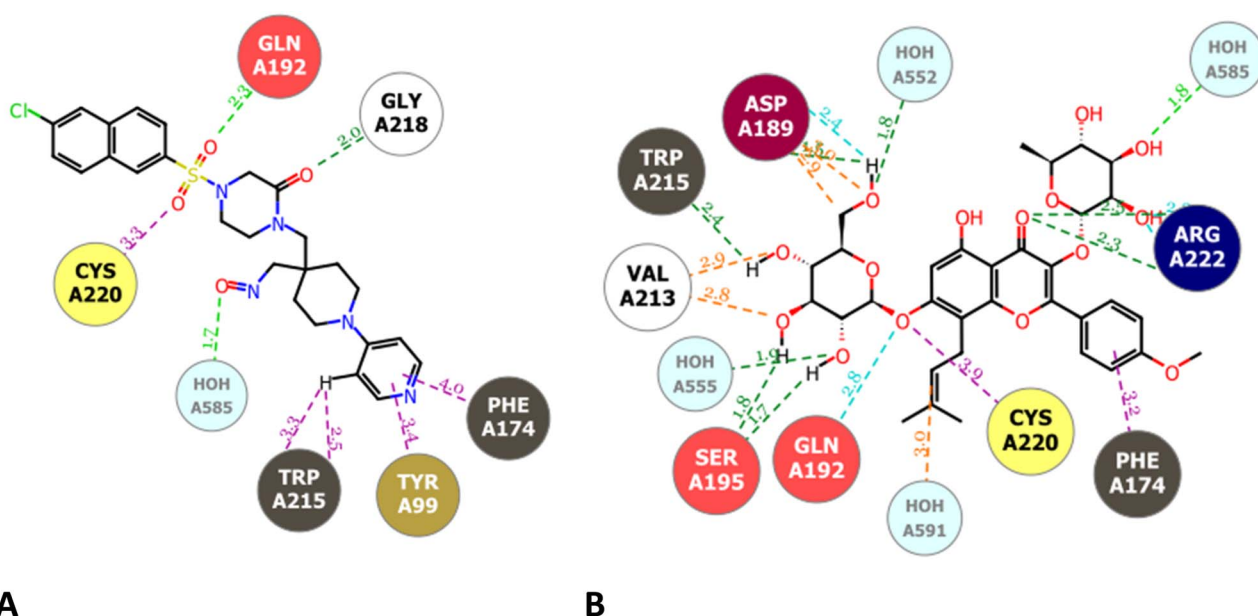 GLN
A192
2.3
GLY
A218
2.0
Cl
O
S
O
N
O
N
3.3
CYS
A220
O
N
1.7
HOH
A585
N
H
N
4.0
PHE
A174
3.3
2.5
3.4
TRP
A215
TYR
A99
A
HOH
A552
HOH
A585
ASP
A189
2.4
1.8
1.8
OH
OH
H
O
TRP
A215
2.9
2.4
O
OH
O
OH
2.3
ARG
A222
2.3
VAL
A213
2.9
2.8
O
H
O
O
O
O
O
O
H
HOH
A555
1.9
O
H
1.8
1.7
2.8
3.9
O
3.2
SER
A195
GLN
A192
CYS
A220
PHE
A174
3.0
HOH
A591
B